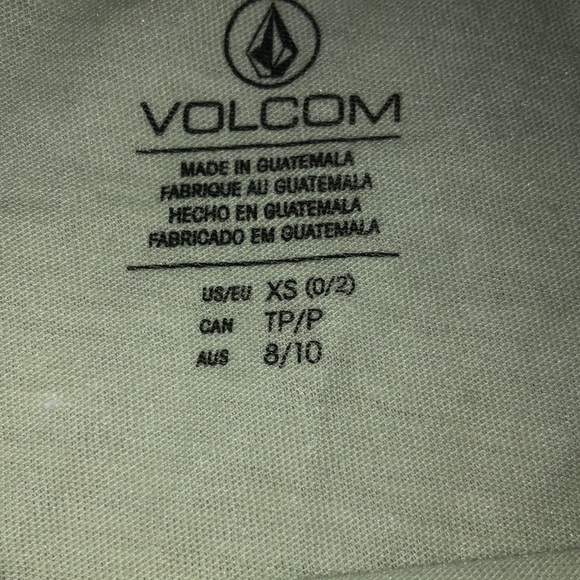 VOLCOM
MADE IN GUATEMALA
FABRIQUE AU GUATEMALA
HECHO EN GUATEMALA
FABRICADO EM GUATEMALA
US/EU XS (0/2)
CAN TP/P
AUS 8/10